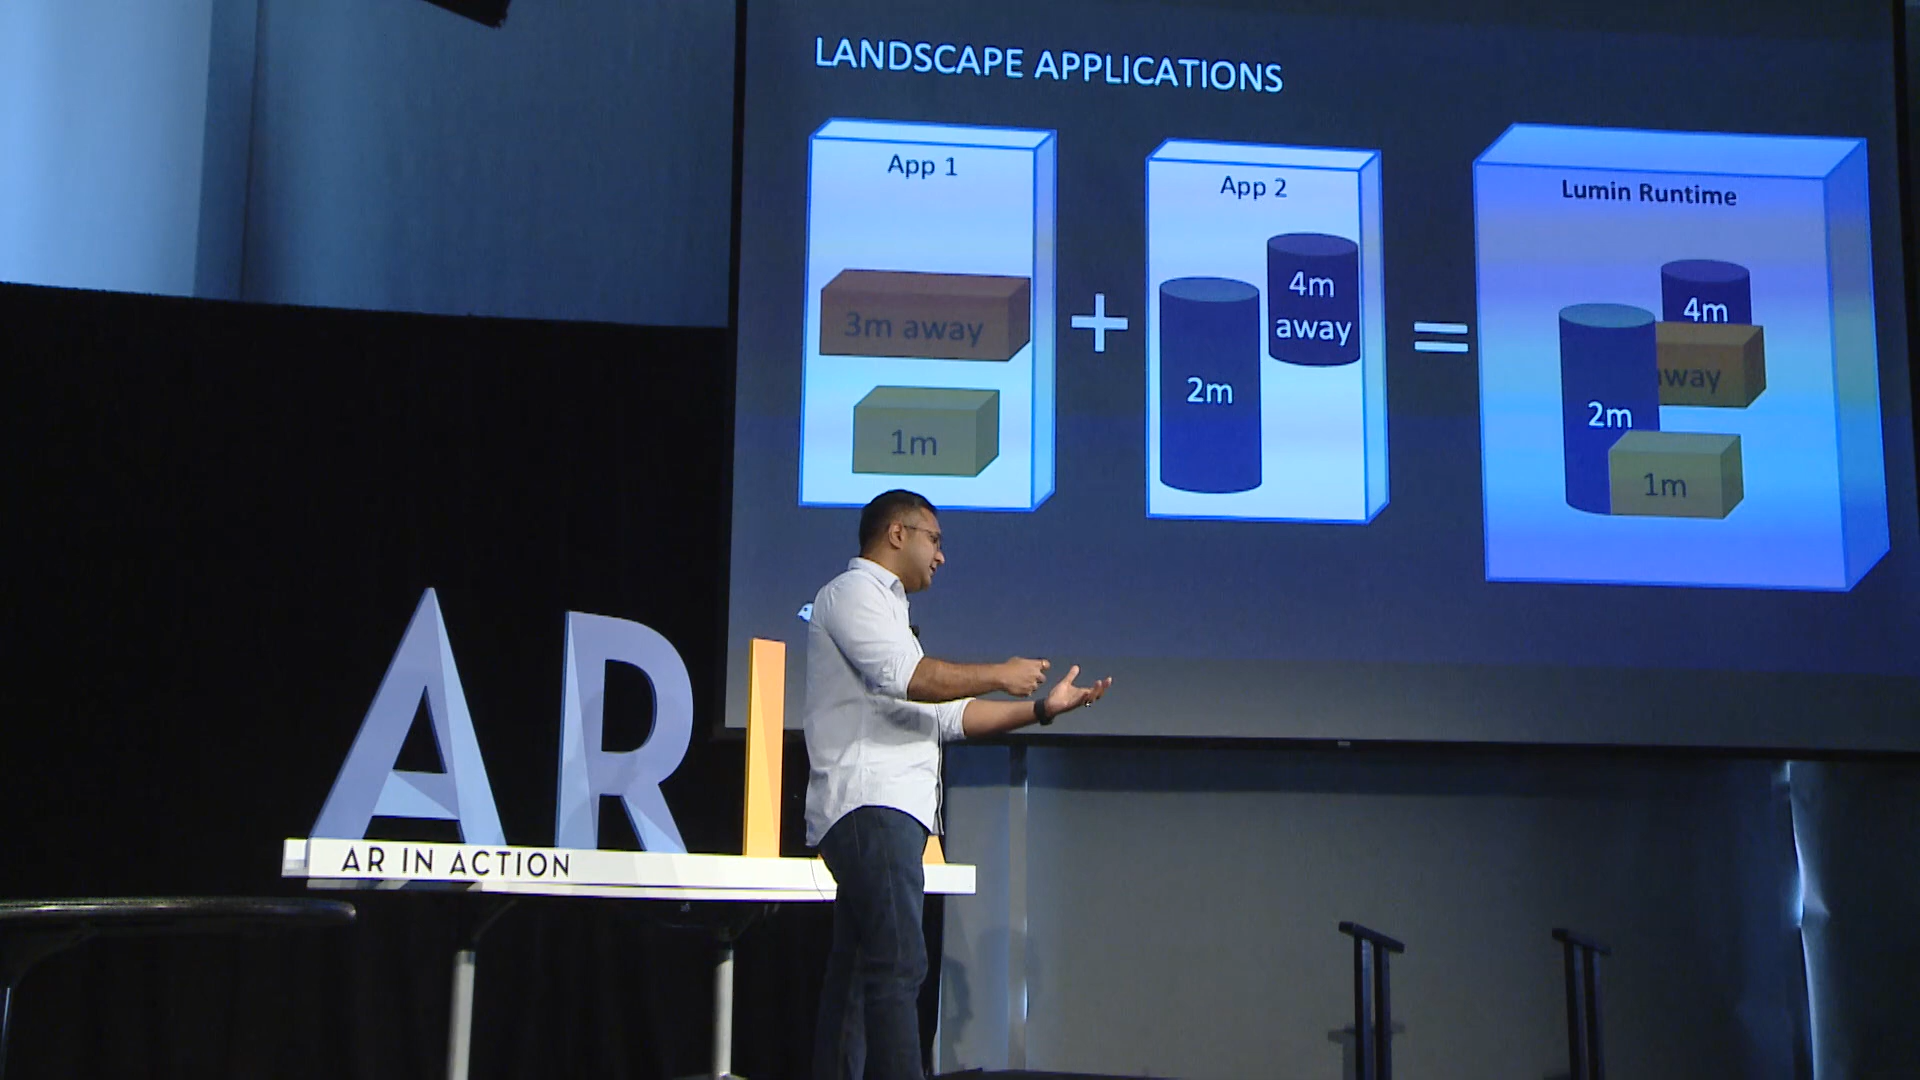 LANDSCAPE APPLICATIONS
App 1
3m away
1m
+
App 2
4m
away
2m
=
Lumin Runtime
4m
away
2m
1m
ARI
AR IN ACTION